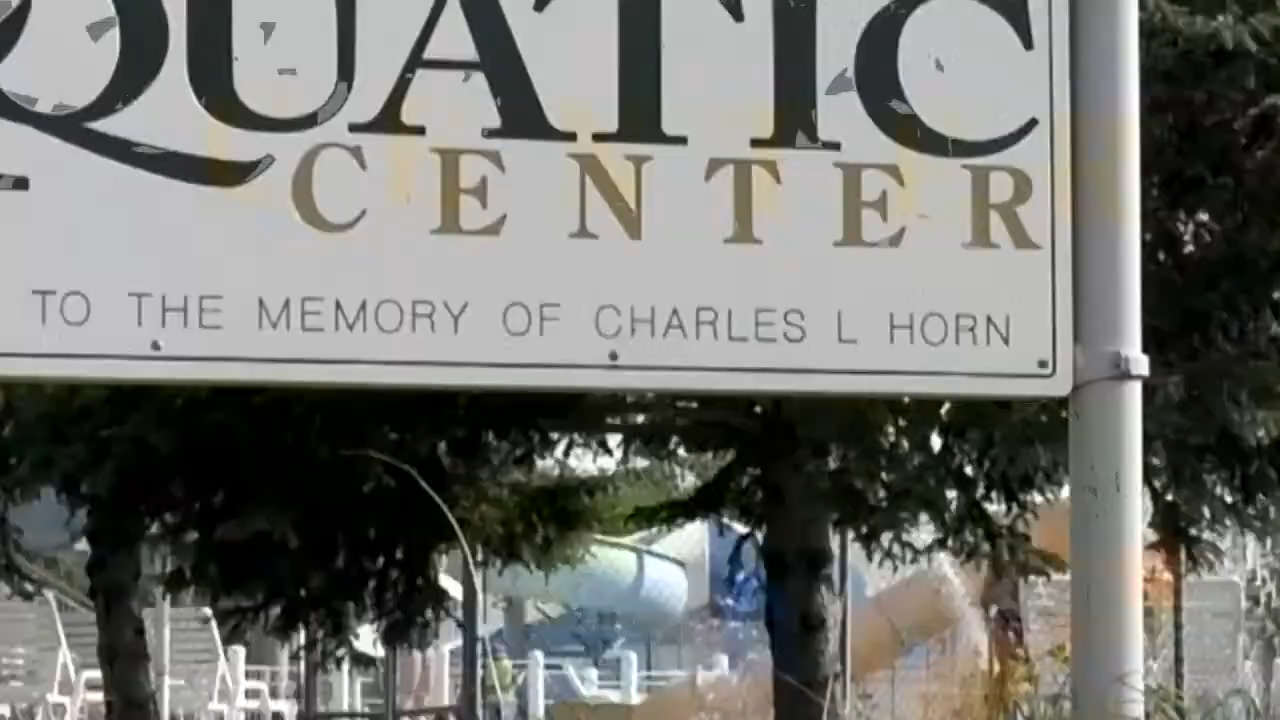 QUATIC
CENTER
TO THE MEMORY OF CHARLES L HORN